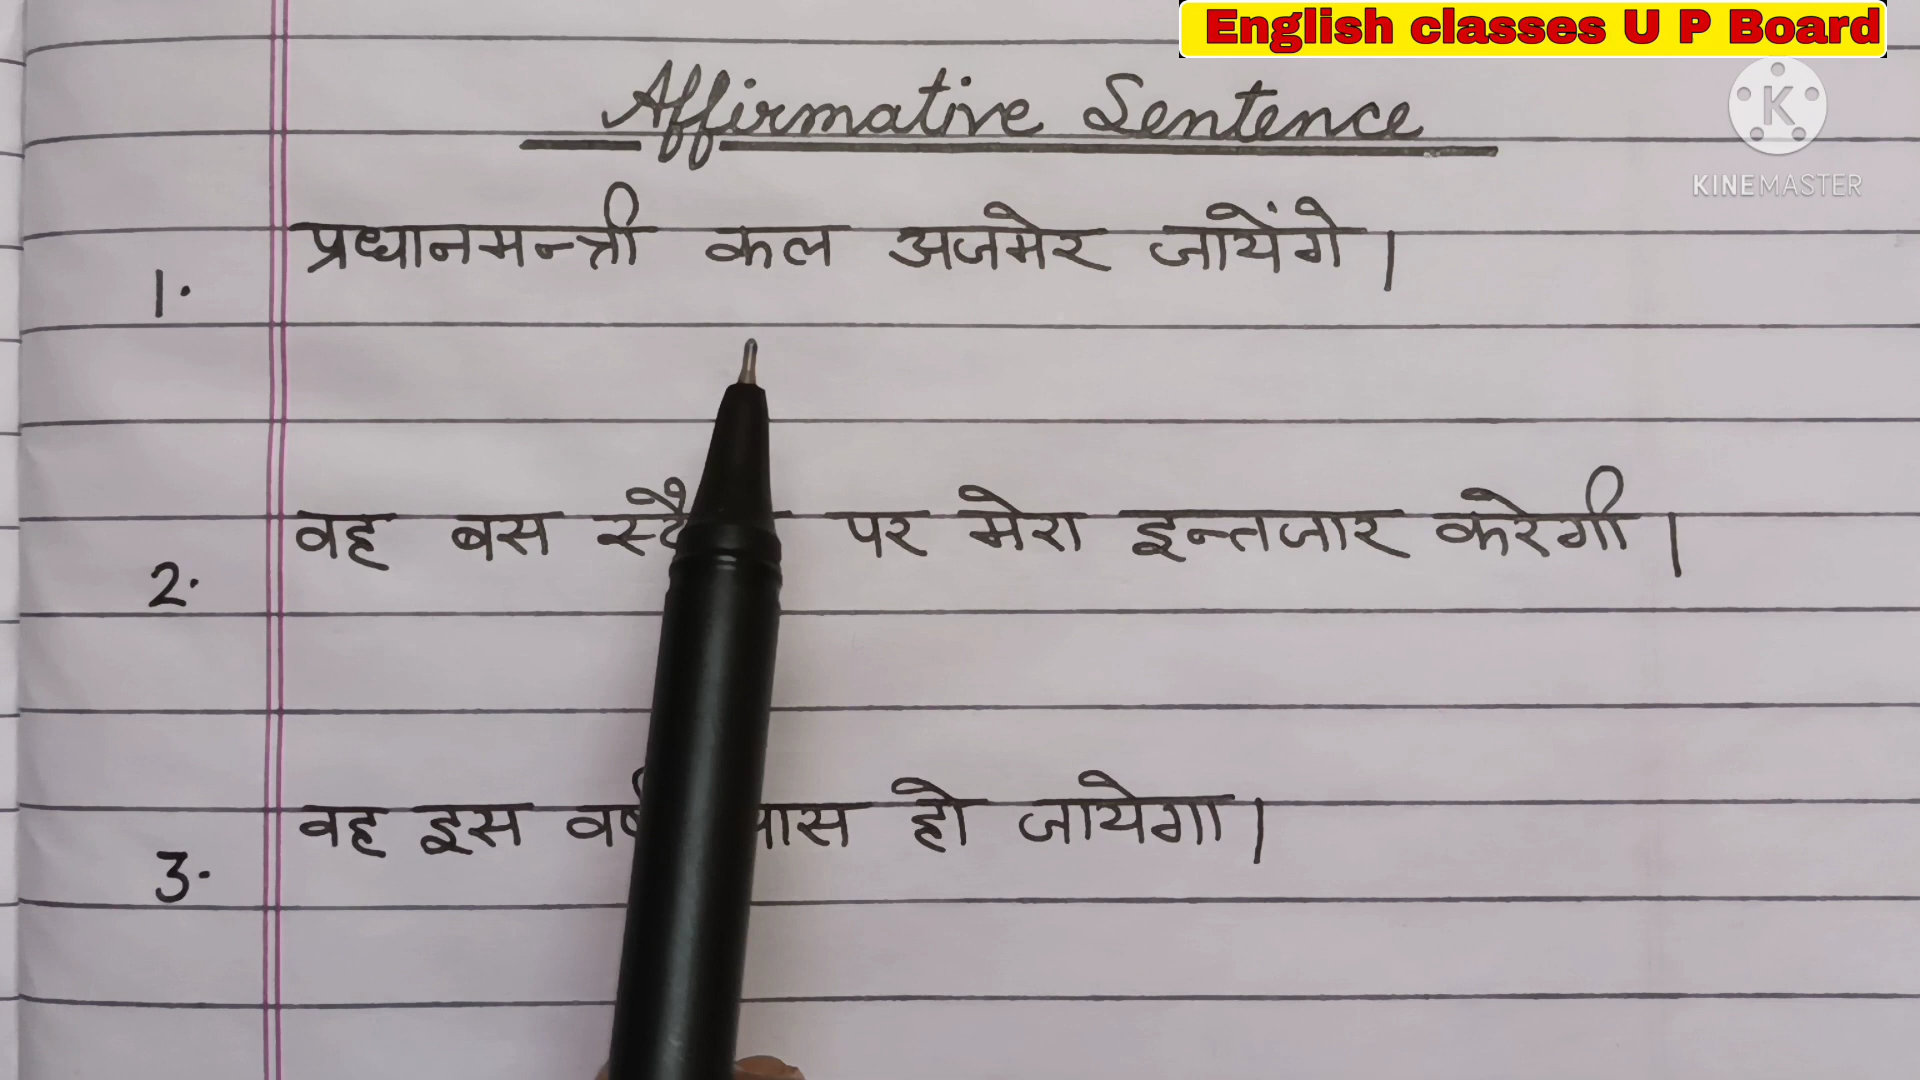 English classes U P Board
Affirmative Sentence
KINEMASTER
1. प्रधानमन्त्री कल अजमेर जायेंगे।
2. वह बस पर मेरा इन्तजार करेगी।
3. वह इस वर्ष पास हो जायेगा।